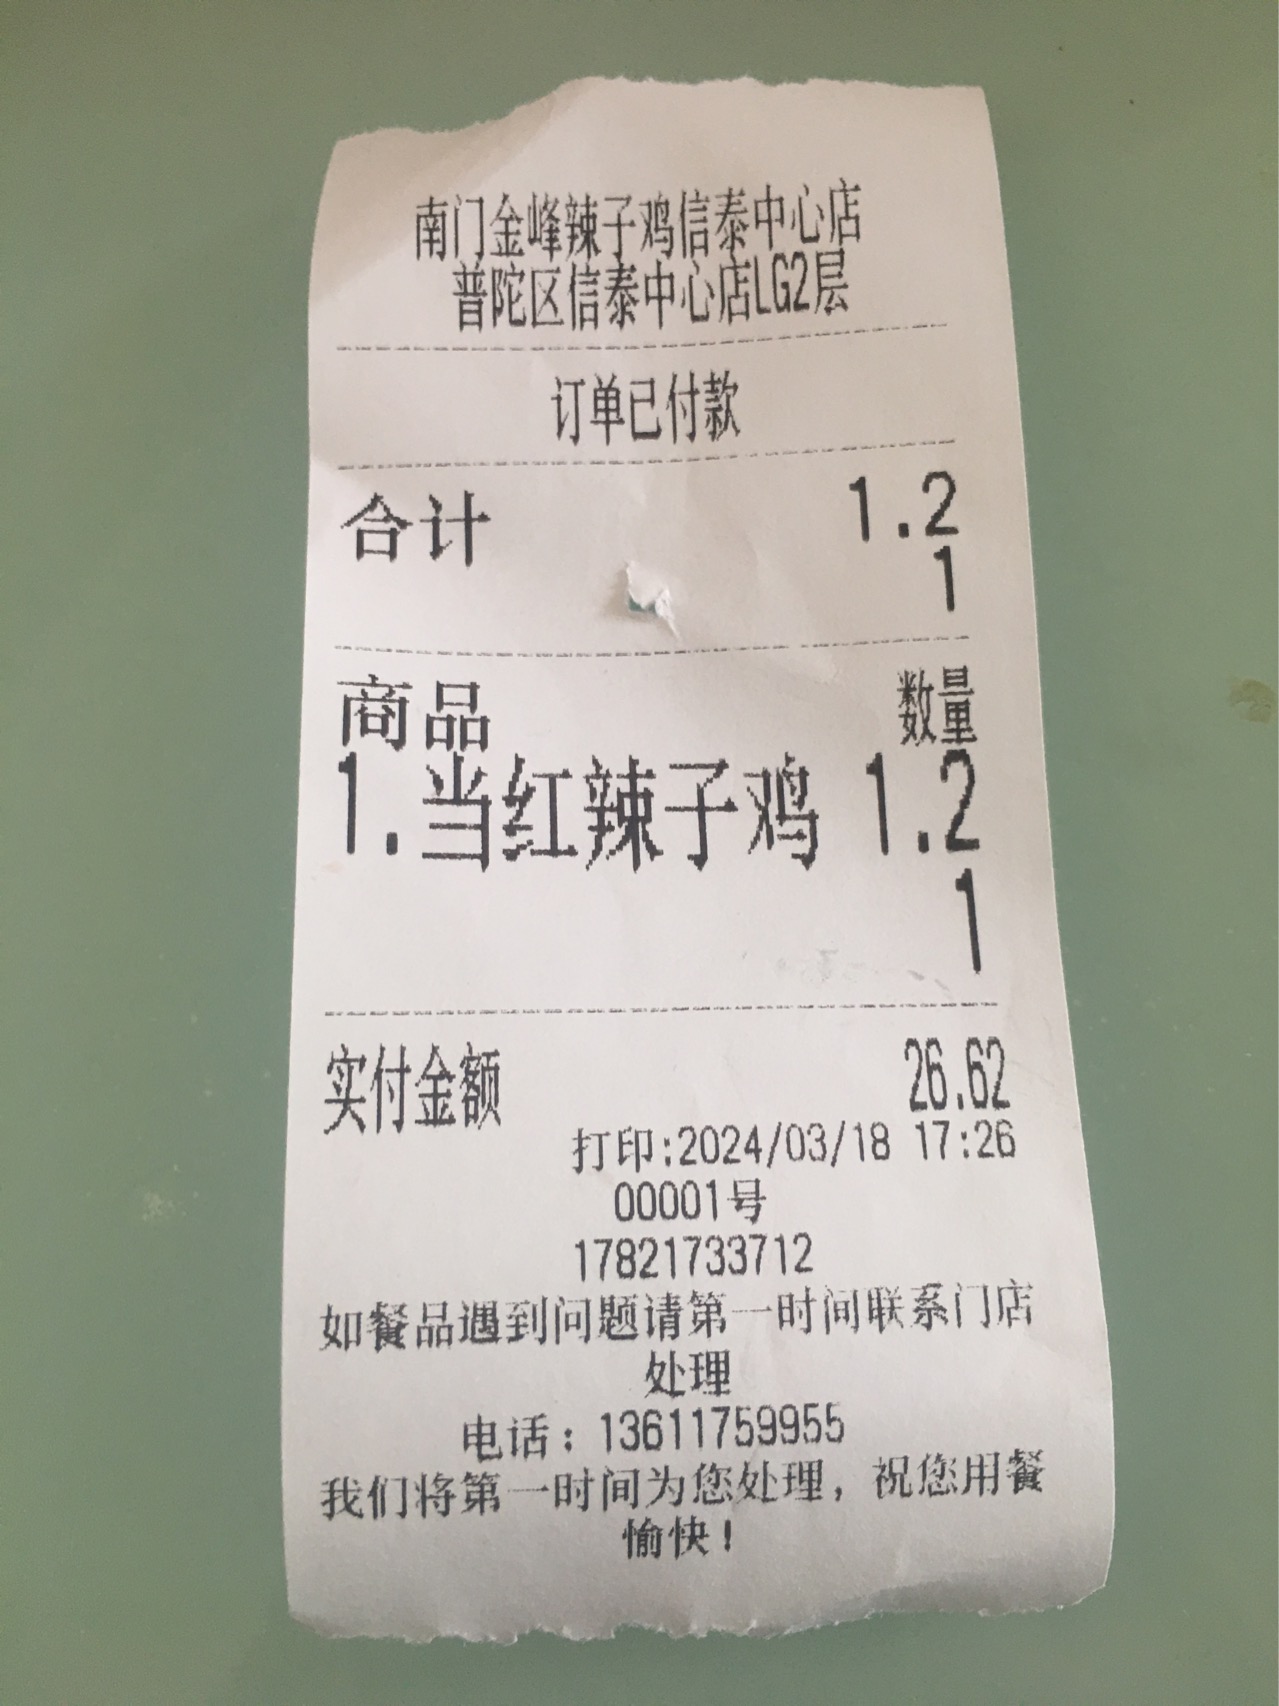 南门金峰辣子鸡信泰中心店
普陀区信泰中心店LG2层
订单已付款
合计 1.2
1
商品 数量
1.当红辣子鸡 1.2
1
实付金额 26.62
打印:2024/03/18 17:26
00001号
17821733712
如餐品遇到问题请第一时间联系门店
处理
电话：13611759955
我们将第一时间为您处理，祝您用餐
愉快！